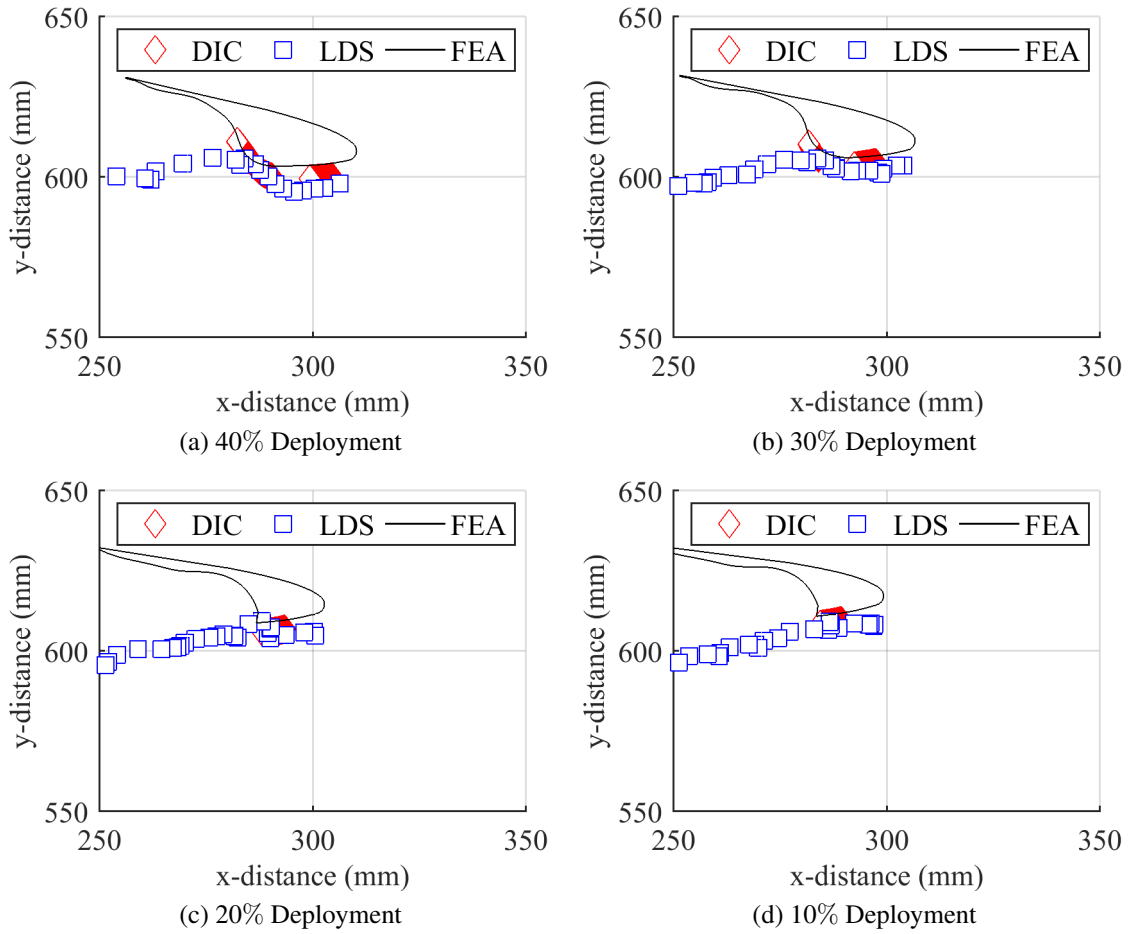 650
DIC LDS FEA
600
550
250 300 350
y-distance (mm)
x-distance (mm)
(a) 40% Deployment
650
DIC LDS FEA
600
550
250 300 350
y-distance (mm)
x-distance (mm)
(b) 30% Deployment
650
DIC LDS FEA
600
550
250 300 350
y-distance (mm)
x-distance (mm)
(c) 20% Deployment
650
DIC LDS FEA
600
550
250 300 350
y-distance (mm)
x-distance (mm)
(d) 10% Deployment